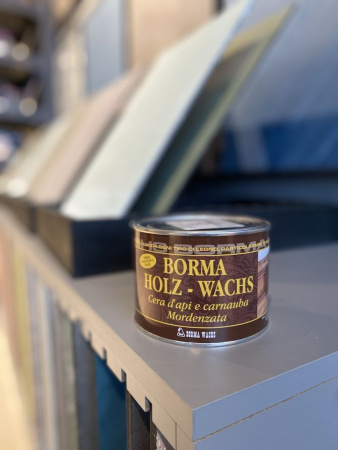 BORMA
HOLZ - WACHS
Cera d'api e carnauba
Mordenzata
BORMA WACHS